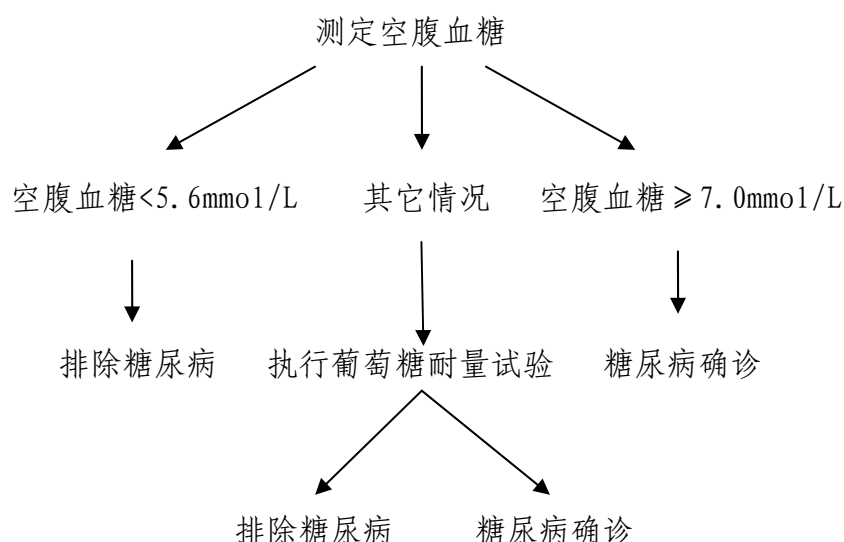 测定空腹血糖
空腹血糖<5.6mmol/L 其它情况 空腹血糖≥7.0mmol/L
排除糖尿病 执行葡萄糖耐量试验 糖尿病确诊
排除糖尿病 糖尿病确诊